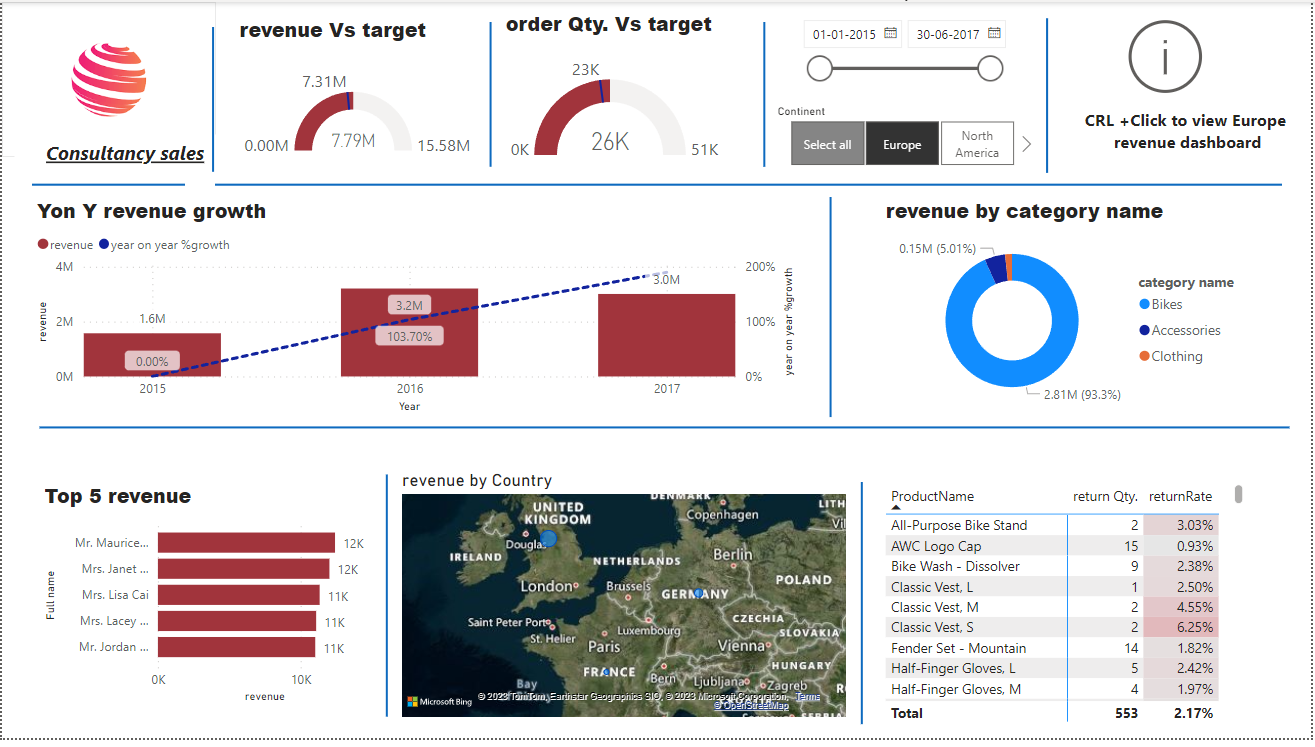 Consultancy sales
revenue Vs target
7.31M
0.00M
7.79M
15.58M
order Qty. Vs target
23K
0K
26K
51K
01-01-2015
30-06-2017
Continent
Select all
Europe
North
America
i
CRL +Click to view Europe
revenue dashboard
Yon Y revenue growth
revenue
year on year %growth
4M
2M
0M
revenue
1.6M
0.00%
3.2M
103.70%
3.0M
2015
2016
2017
Year
200%
100%
0%
year on year %growth
revenue by category name
0.15M (5.01%)
2.81M (93.3%)
category name
Bikes
Accessories
Clothing
Top 5 revenue
Full name
Mr. Maurice... 12K
Mrs. Janet ... 12K
Mrs. Lisa Cai 11K
Mrs. Lacey ... 11K
Mr. Jordan ... 11K
0K 10K
revenue
revenue by Country
DENMARK
UNITED
KINGDOM
Copenhagen
LITH
Vil
Dougla
IRELAND
NETHERLANDS
Berlin
London
Brussels
GERMANY
POLAND
Saint Peter Port
St. Helier
Luxembourg
CZECHIA
SLOVAKIA
Paris
Vienna
FRANCE
Bern
HUNGARY
Ljubljana
Zagreb
Bay
Microsoft Bing
© 2023 TomTom, Earthstar Geographics SIO, © 2023 Microsoft Corporation, Terms
© OpenStreetMap
ProductName return Qty. returnRate
All-Purpose Bike Stand 2 3.03%
AWC Logo Cap 15 0.93%
Bike Wash - Dissolver 9 2.38%
Classic Vest, L 1 2.50%
Classic Vest, M 2 4.55%
Classic Vest, S 2 6.25%
Fender Set - Mountain 14 1.82%
Half-Finger Gloves, L 5 2.42%
Half-Finger Gloves, M 4 1.97%
Total 553 2.17%